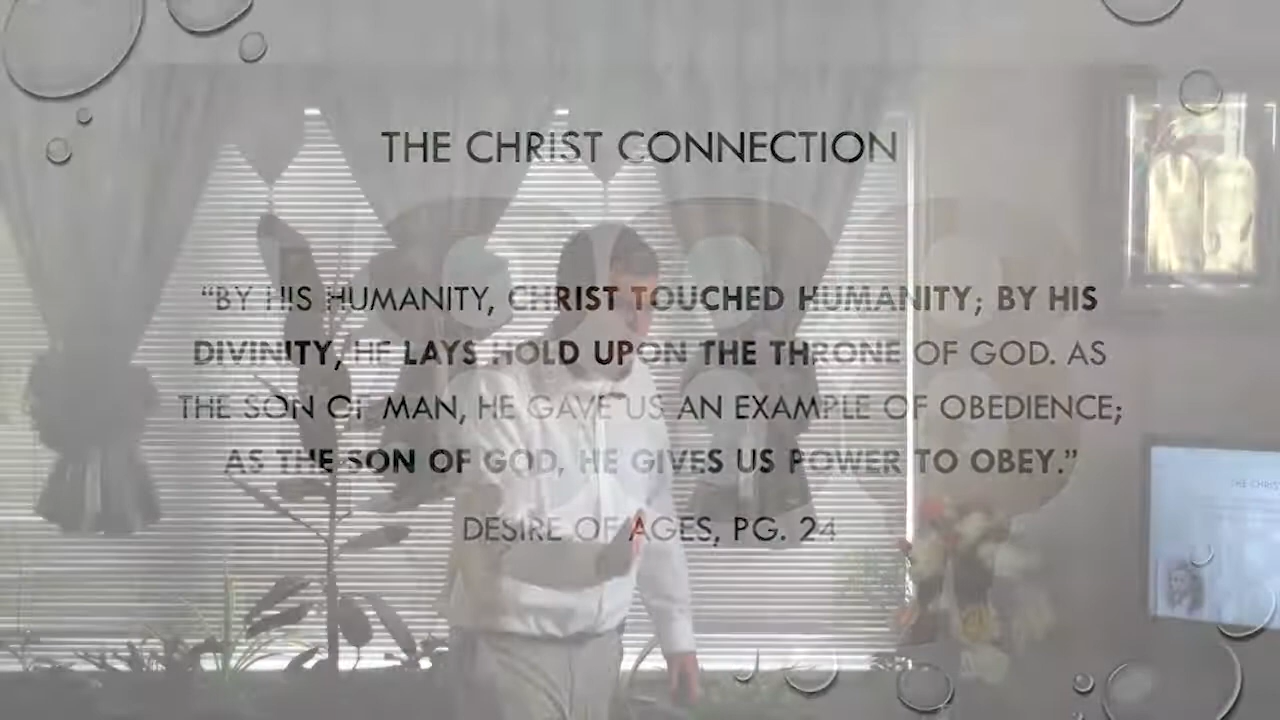 THE CHRIST CONNECTION
“BY HIS HUMANITY, CHRIST TOUCHED HUMANITY; BY HIS
DIVINITY, HE LAYS HOLD UPON THE THRONE OF GOD. AS
THE SON OF MAN, HE GAVE US AN EXAMPLE OF OBEDIENCE;
AS THE SON OF GOD, HE GIVES US POWER TO OBEY.”
DESIRE OF AGES, PG. 24